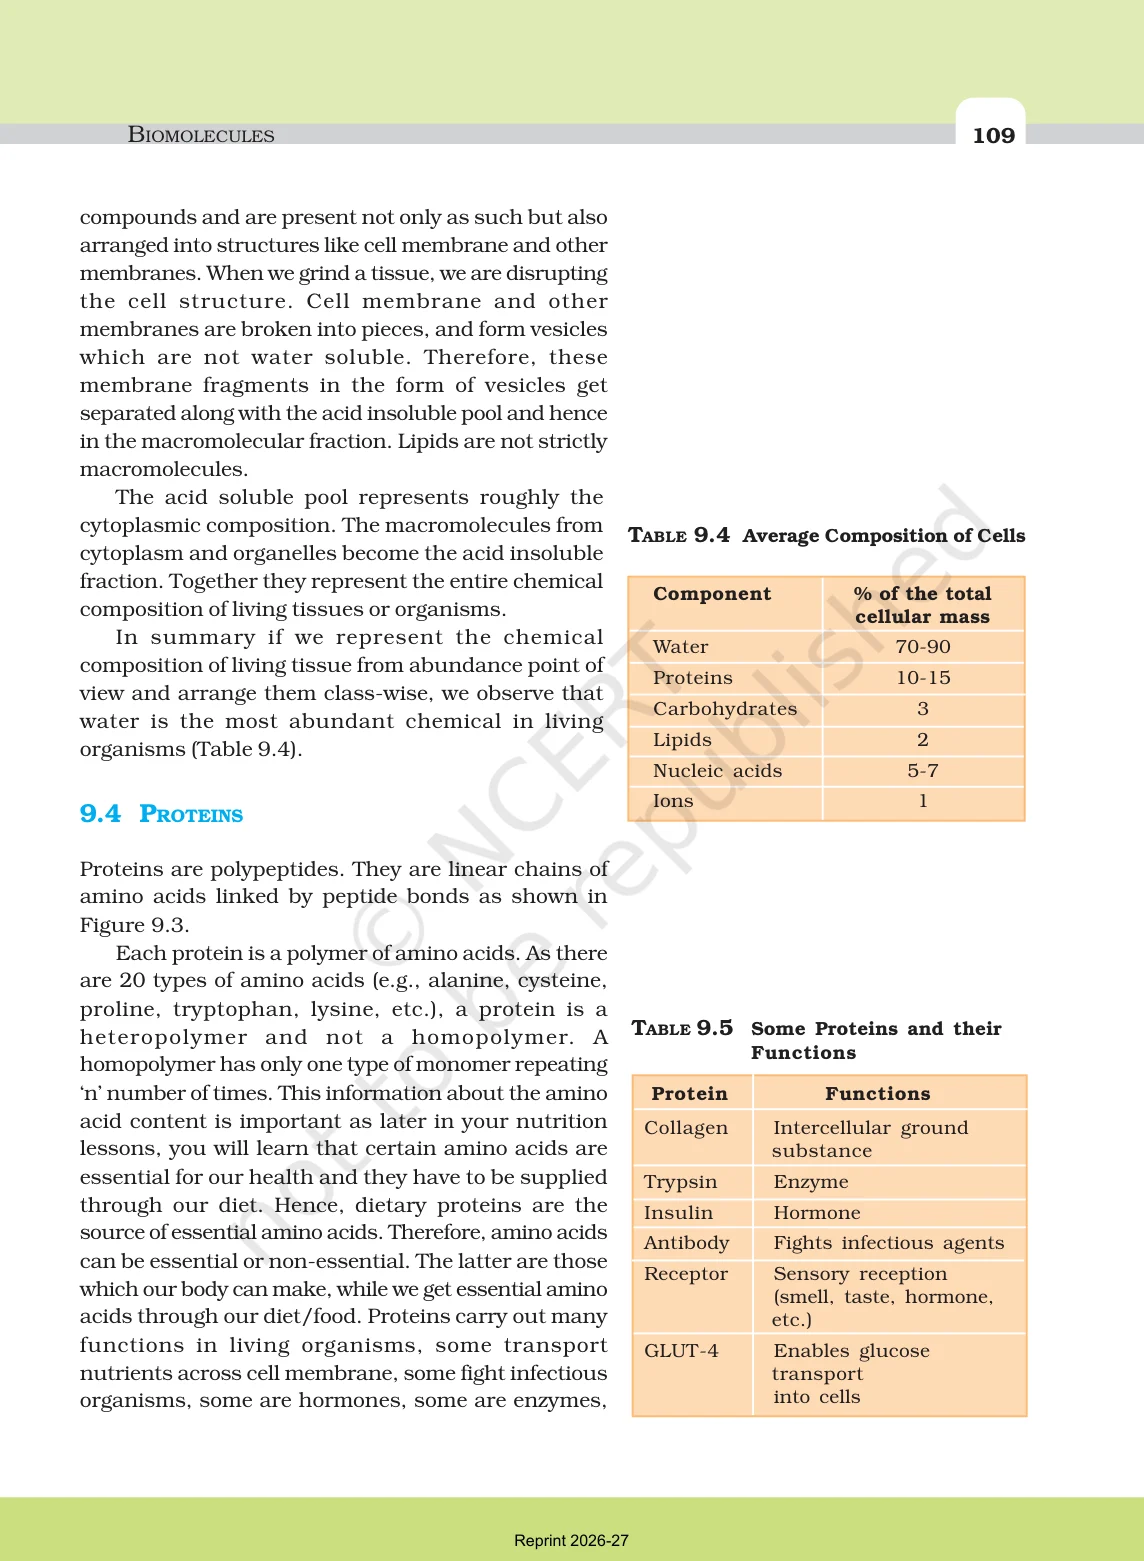 BIOMOLECULES
109
compounds and are present not only as such but also
arranged into structures like cell membrane and other
membranes. When we grind a tissue, we are disrupting
the cell structure. Cell membrane and other
membranes are broken into pieces, and form vesicles
which are not water soluble. Therefore, these
membrane fragments in the form of vesicles get
separated along with the acid insoluble pool and hence
in the macromolecular fraction. Lipids are not strictly
macromolecules.
The acid soluble pool represents roughly the
cytoplasmic composition. The macromolecules from
cytoplasm and organelles become the acid insoluble
fraction. Together they represent the entire chemical
composition of living tissues or organisms.
In summary if we represent the chemical
composition of living tissue from abundance point of
view and arrange them class-wise, we observe that
water is the most abundant chemical in living
organisms (Table 9.4).
9.4 PROTEINS
Proteins are polypeptides. They are linear chains of
amino acids linked by peptide bonds as shown in
Figure 9.3.
Each protein is a polymer of amino acids. As there
are 20 types of amino acids (e.g., alanine, cysteine,
proline, tryptophan, lysine, etc.), a protein is a
heteropolymer and not a homopolymer. A
homopolymer has only one type of monomer repeating
‘n’ number of times. This information about the amino
acid content is important as later in your nutrition
lessons, you will learn that certain amino acids are
essential for our health and they have to be supplied
through our diet. Hence, dietary proteins are the
source of essential amino acids. Therefore, amino acids
can be essential or non-essential. The latter are those
which our body can make, while we get essential amino
acids through our diet/food. Proteins carry out many
functions in living organisms, some transport
nutrients across cell membrane, some fight infectious
organisms, some are hormones, some are enzymes,
TABLE 9.4 Average Composition of Cells
Component % of the total
cellular mass
Water 70-90
Proteins 10-15
Carbohydrates 3
Lipids 2
Nucleic acids 5-7
Ions 1
TABLE 9.5 Some Proteins and their
Functions
Protein Functions
Collagen Intercellular ground
substance
Trypsin Enzyme
Insulin Hormone
Antibody Fights infectious agents
Receptor Sensory reception
(smell, taste, hormone,
etc.)
GLUT-4 Enables glucose
transport
into cells
© NCERT
not to be republished
Reprint 2026-27